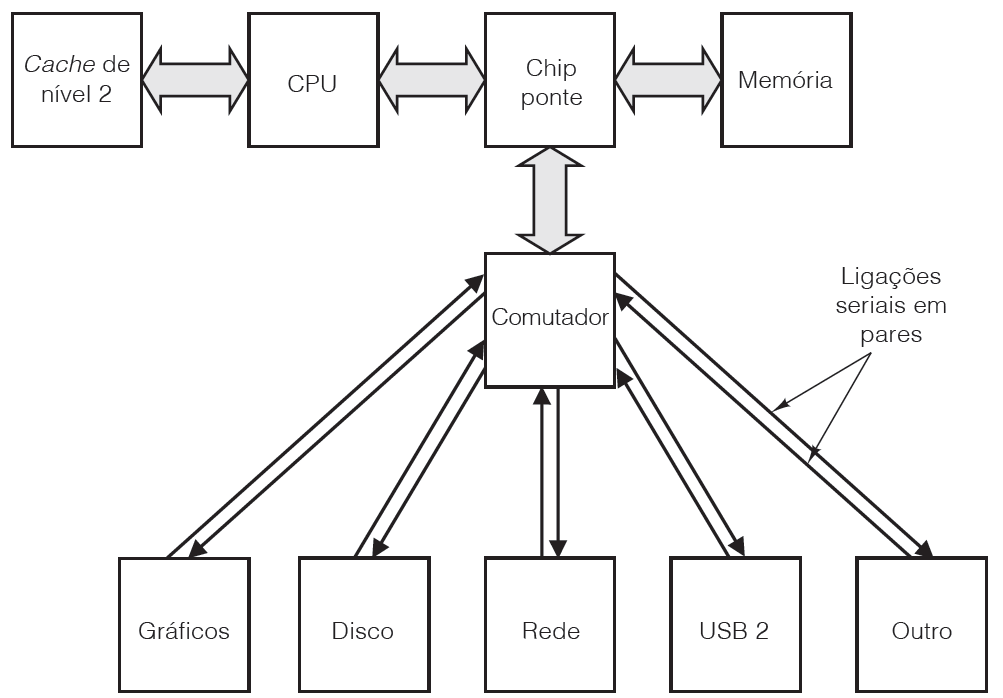 Cache de
nível 2
CPU
Chip
ponte
Memória
Comutador
Ligações
seriais em
pares
Gráficos
Disco
Rede
USB 2
Outro